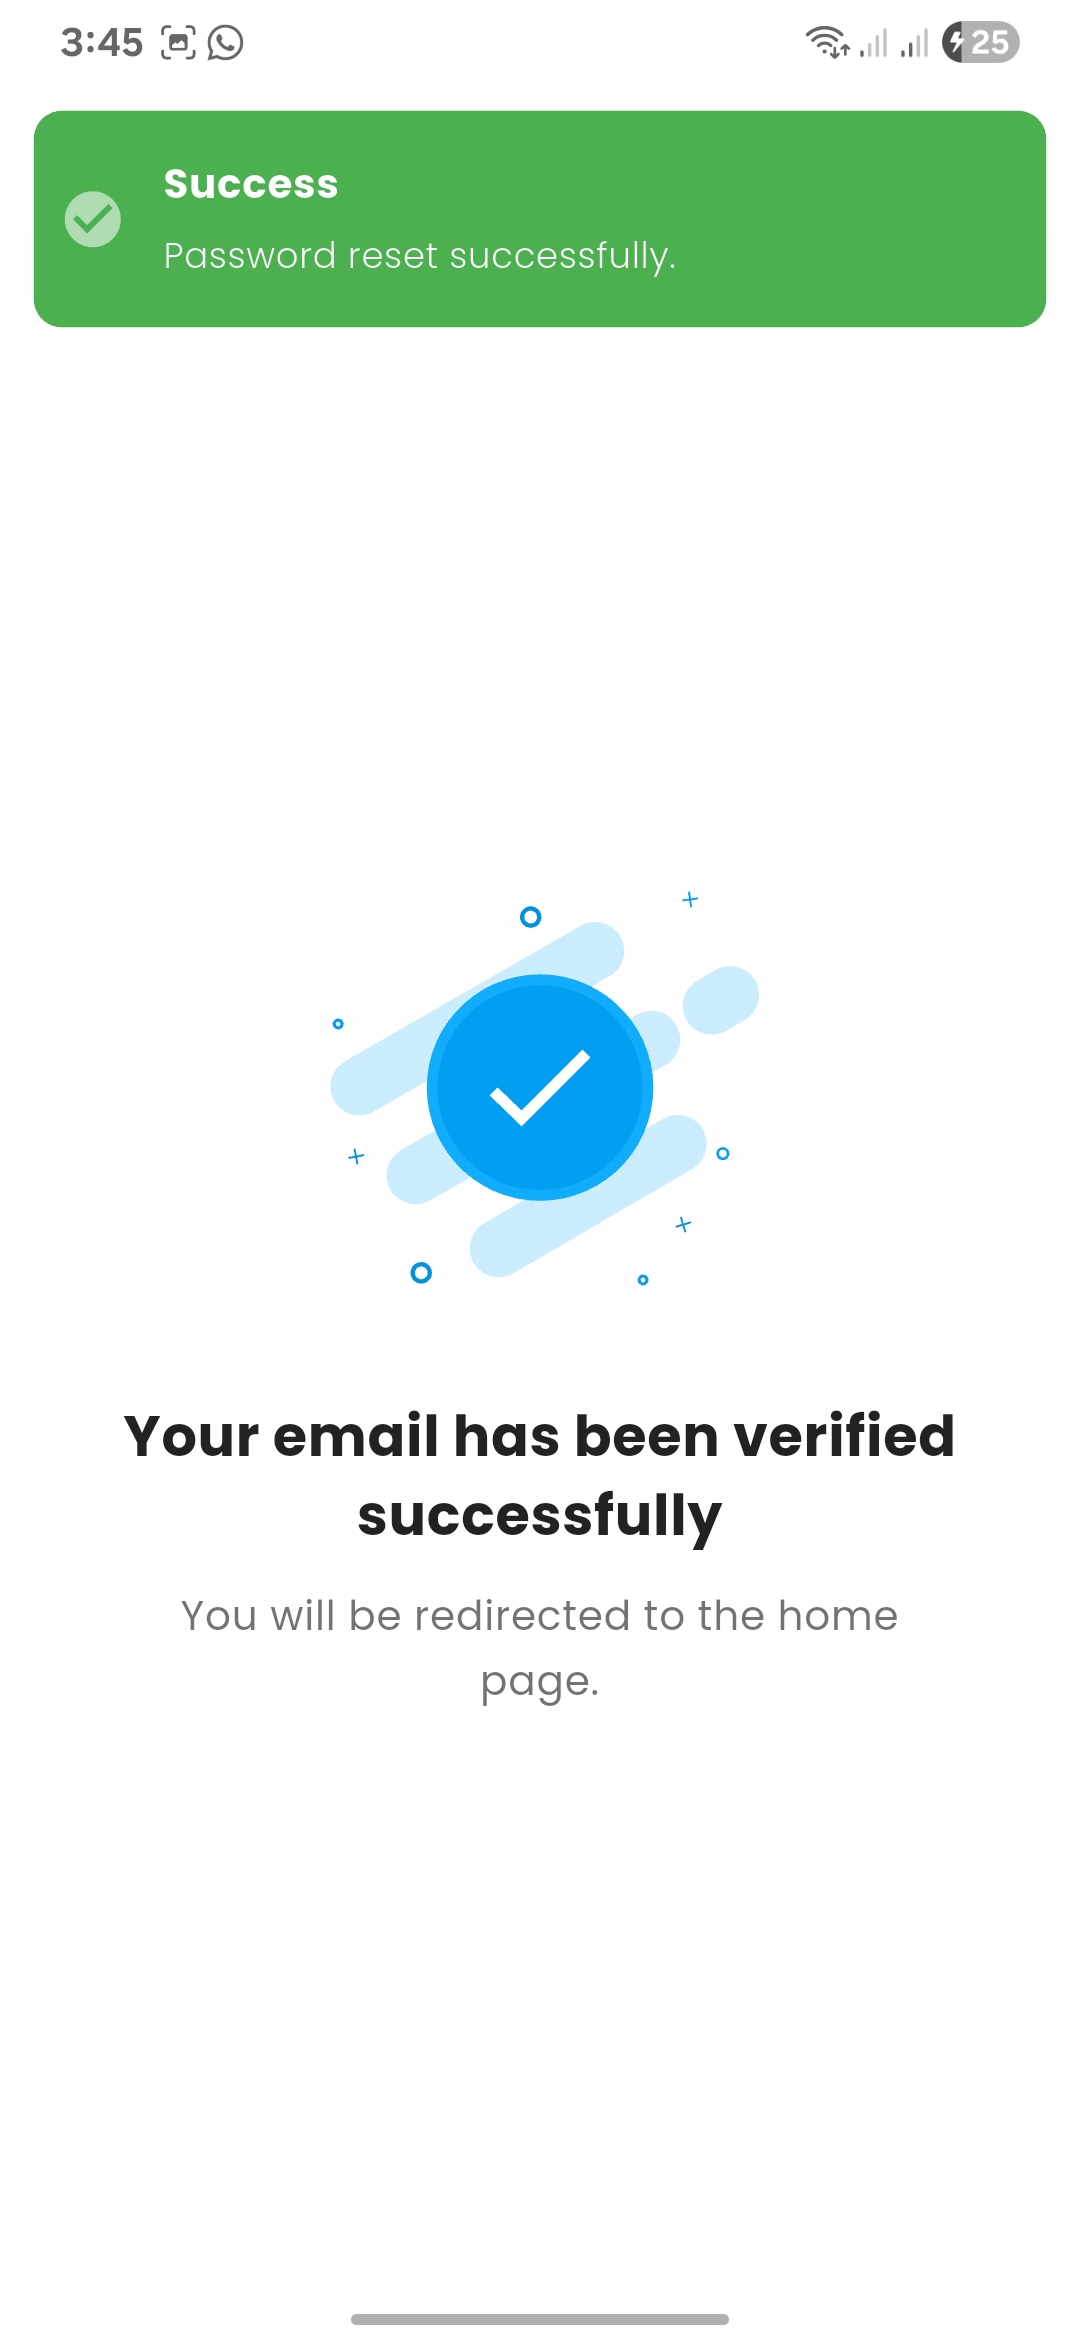 3:45
25
Success
Password reset successfully.
Your email has been verified
successfully
You will be redirected to the home
page.